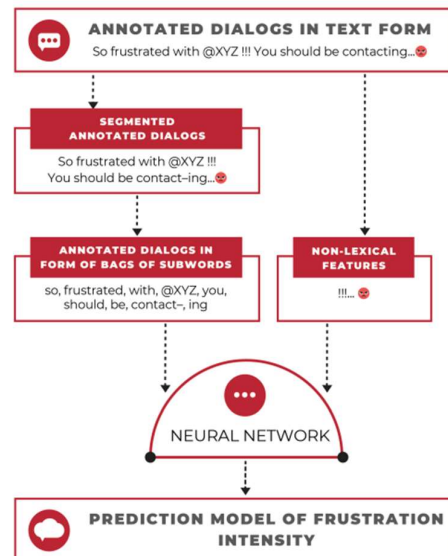 ANNOTATED DIALOGS IN TEXT FORM
So frustrated with @XYZ !!! You should be contacting...😡
SEGMENTED
ANNOTATED DIALOGS
So frustrated with @XYZ !!!
You should be contact–ing...😡
ANNOTATED DIALOGS IN
FORM OF BAGS OF SUBWORDS
so, frustrated, with, @XYZ, you,
should, be, contact–, ing
NON-LEXICAL
FEATURES
!!!... 😡
NEURAL NETWORK
PREDICTION MODEL OF FRUSTRATION
INTENSITY